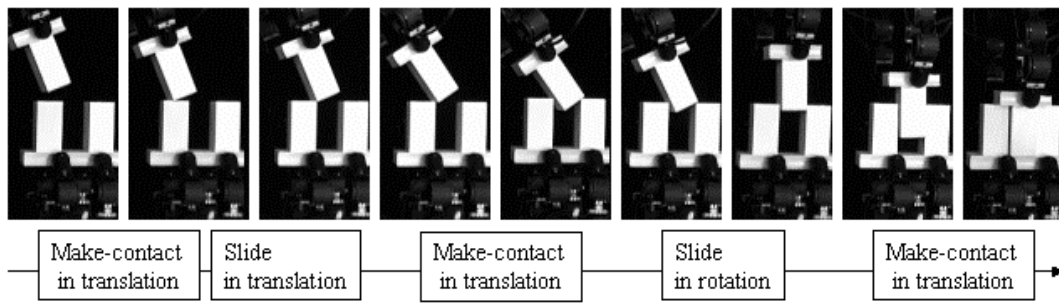 Make-contact
in translation
Slide
in translation
Make-contact
in translation
Slide
in rotation
Make-contact
in translation